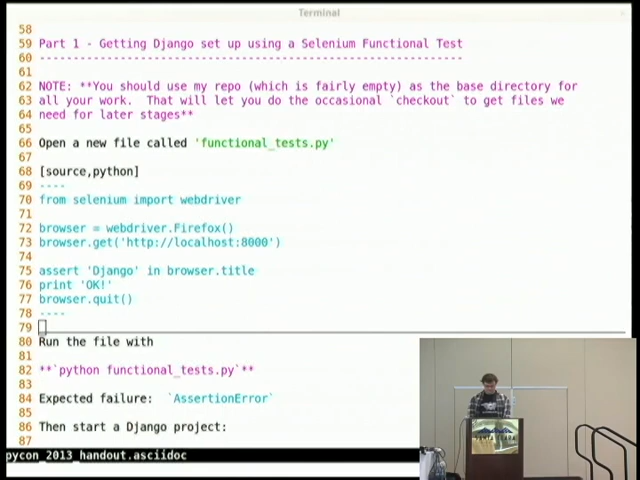 Terminal
58
59 Part 1 - Getting Django set up using a Selenium Functional Test
60 ----------------------------------------------------------------
61
62 NOTE: **You should use my repo (which is fairly empty) as the base directory for
63 all your work.  That will let you do the occasional `checkout` to get files we
64 need for later stages**
65
66 Open a new file called 'functional_tests.py'
67
68 [source,python]
69 ----
70 from selenium import webdriver
71
72 browser = webdriver.Firefox()
73 browser.get('http://localhost:8000')
74
75 assert 'Django' in browser.title
76 print 'OK!'
77 browser.quit()
78 ----
79
80 Run the file with
81
82 **`python functional_tests.py`**
83
84 Expected failure:  `AssertionError`
85
86 Then start a Django project:
87
pycon_2013_handout.asciidoc